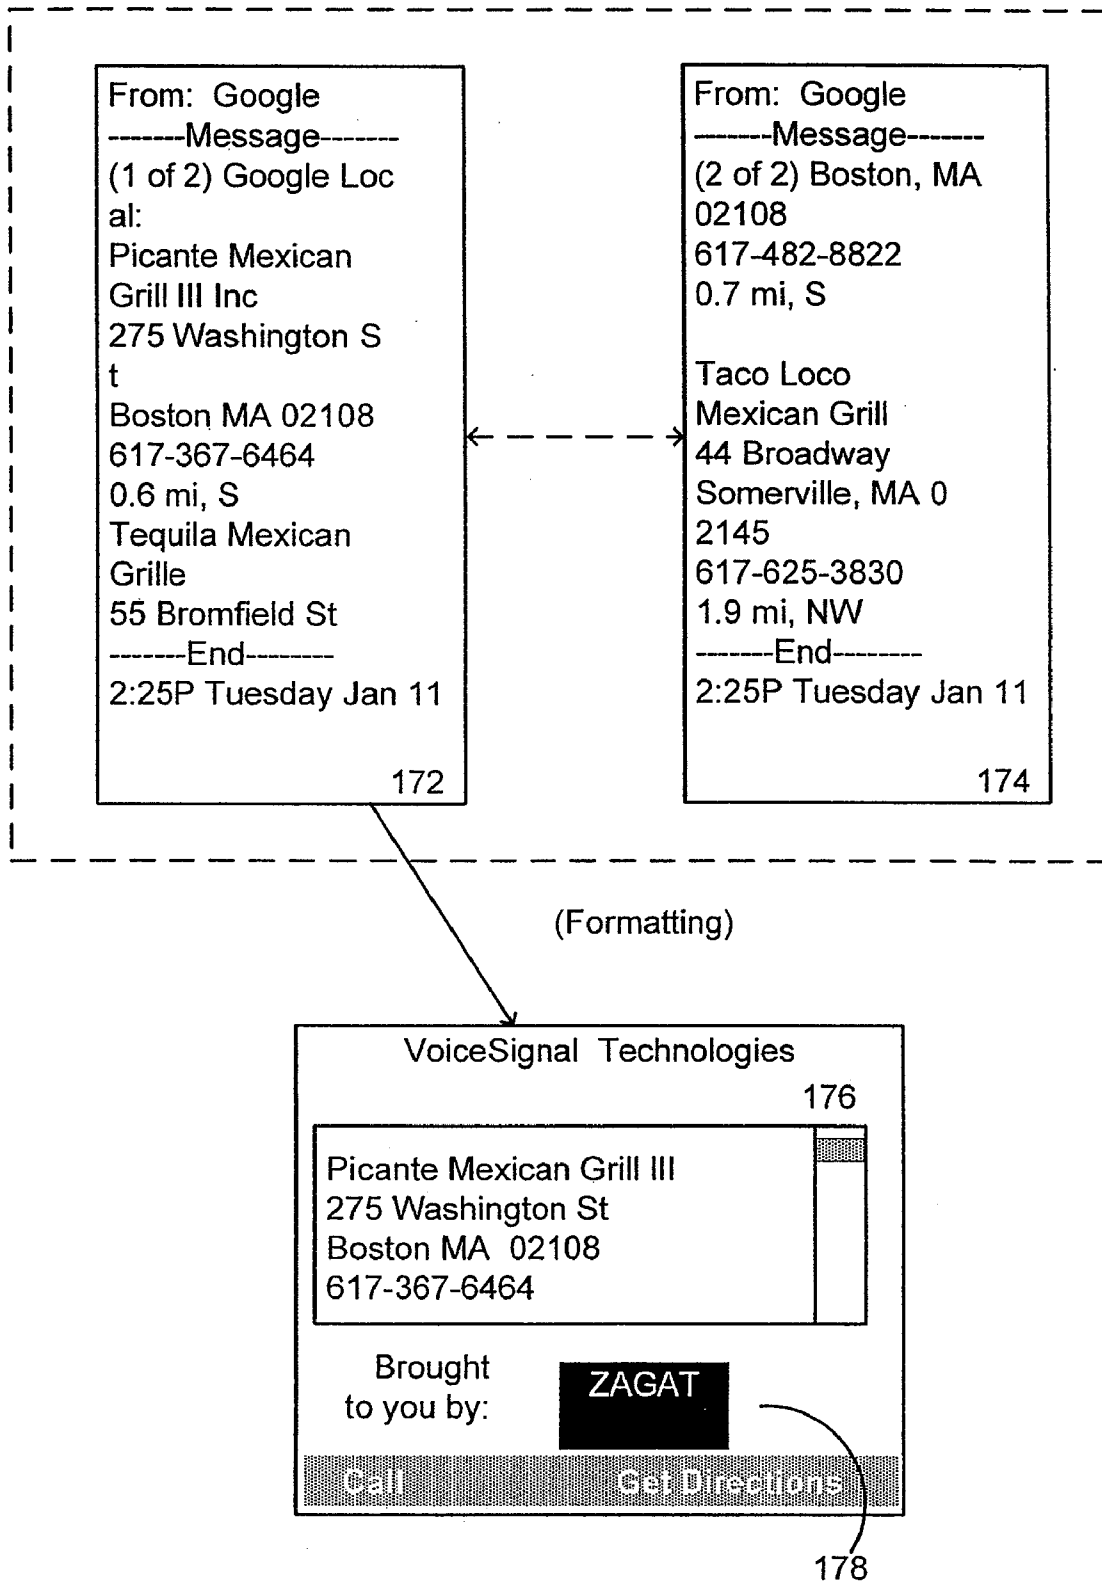 From: Google
-------Message-------
(1 of 2) Google Loc
al:
Picante Mexican
Grill III Inc
275 Washington S
t
Boston MA 02108
617-367-6464
0.6 mi, S
Tequila Mexican
Grille
55 Bromfield St
-------End--------
2:25P Tuesday Jan 11
172
From: Google
-------Message-------
(2 of 2) Boston, MA
02108
617-482-8822
0.7 mi, S
Taco Loco
Mexican Grill
44 Broadway
Somerville, MA 0
2145
617-625-3830
1.9 mi, NW
-------End--------
2:25P Tuesday Jan 11
174
(Formatting)
VoiceSignal Technologies
176
Picante Mexican Grill III
275 Washington St
Boston MA 02108
617-367-6464
Brought
to you by:
ZAGAT
Call
Get Directions
178